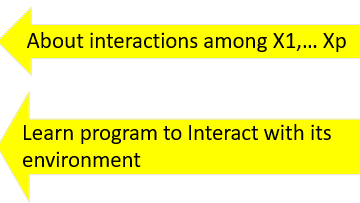 About interactions among X1,... Xp
Learn program to Interact with its
environment